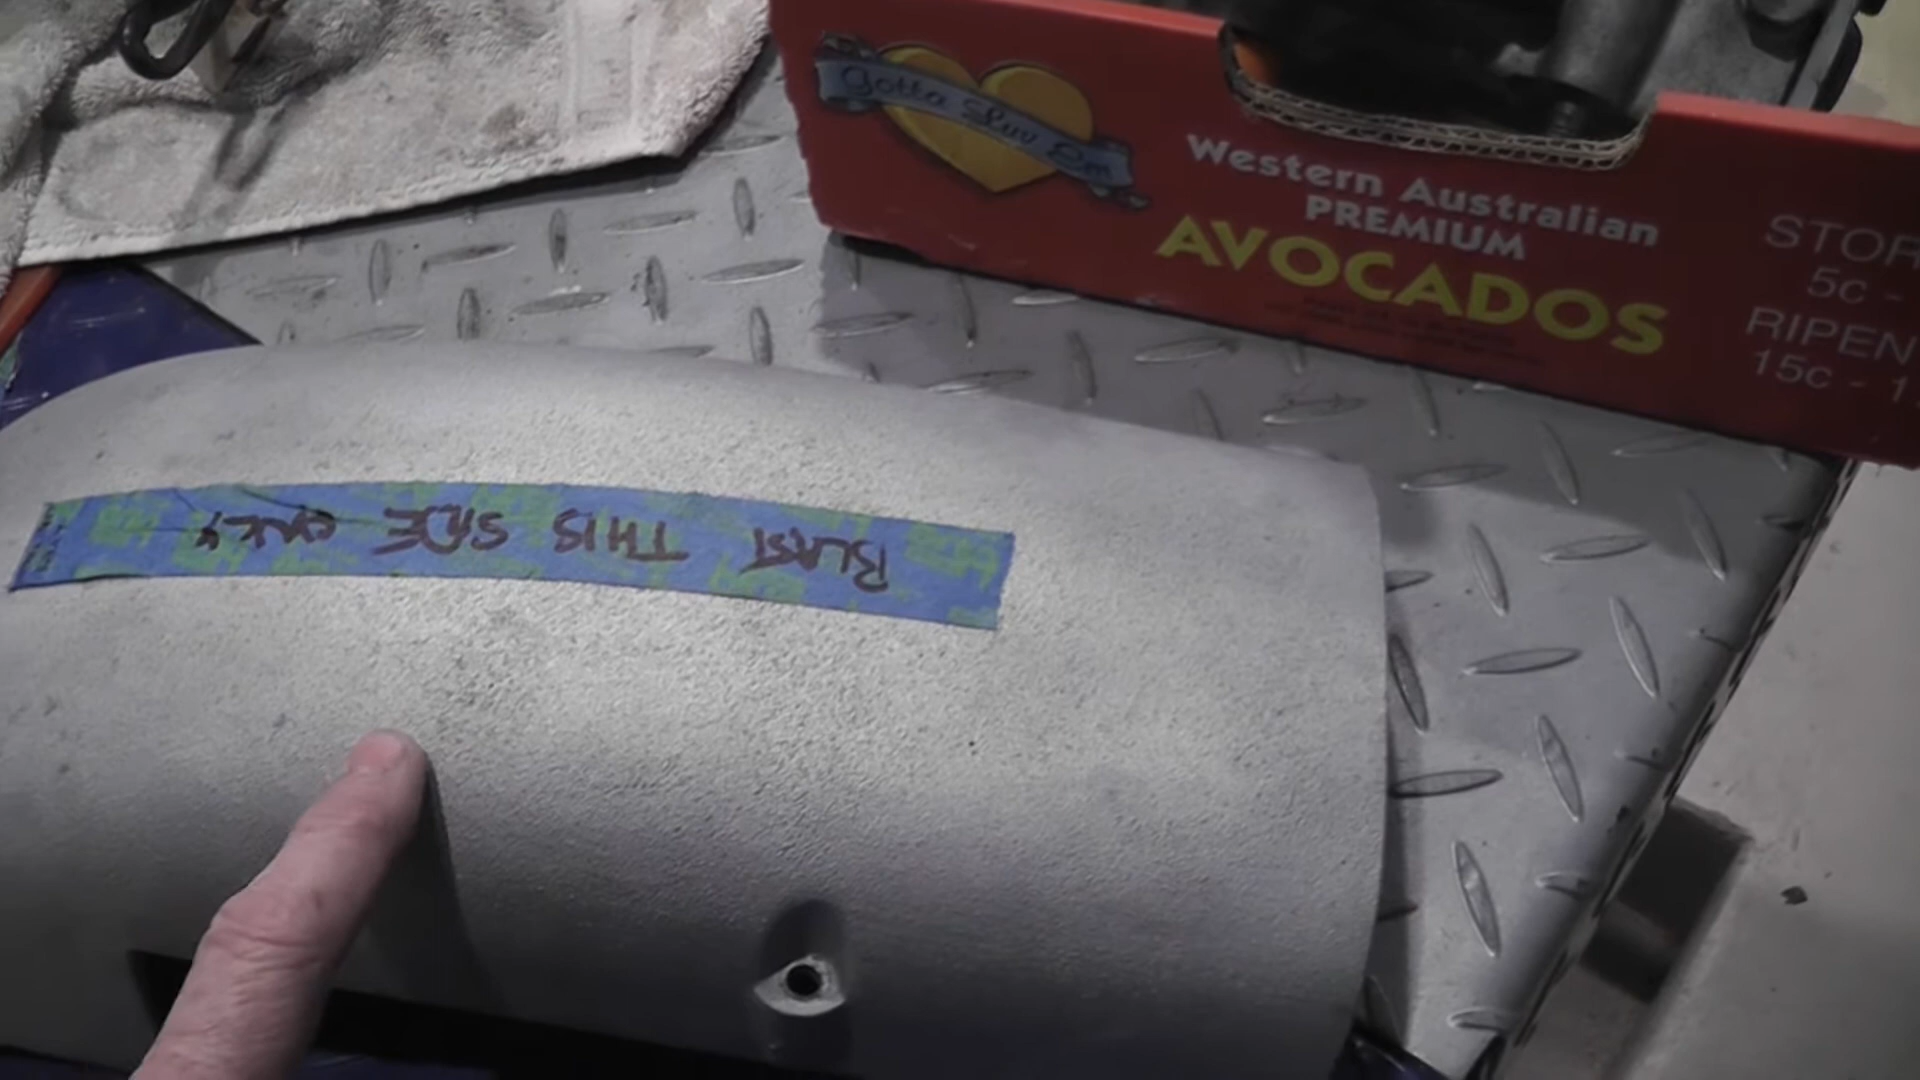 Gotta Luv Em
Western Australian
PREMIUM
AVOCADOS
STOR
5c -
RIPEN
15c - 1
BLAST THIS SIDE ONLY